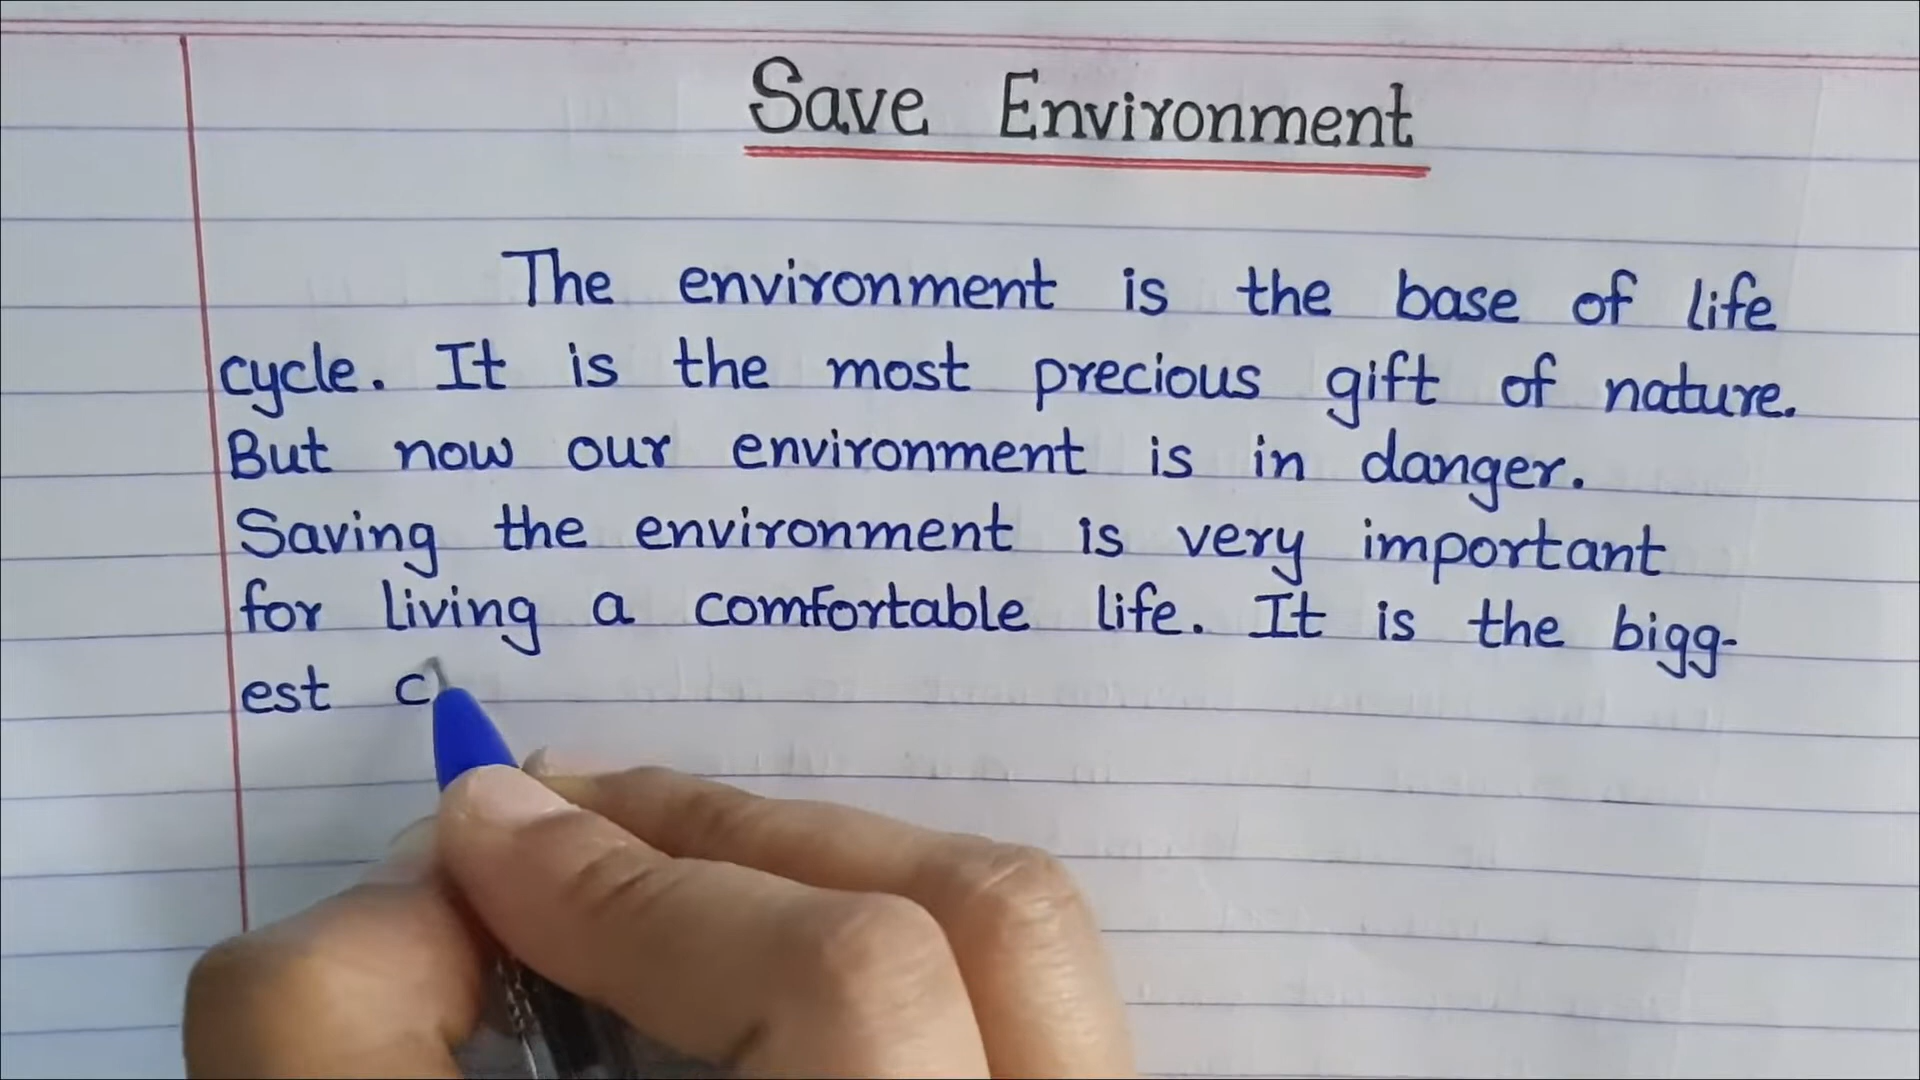 Save Environment
The environment is the base of life
cycle. It is the most precious gift of nature.
But now our environment is in danger.
Saving the environment is very important
for living a comfortable life. It is the bigg-
est c